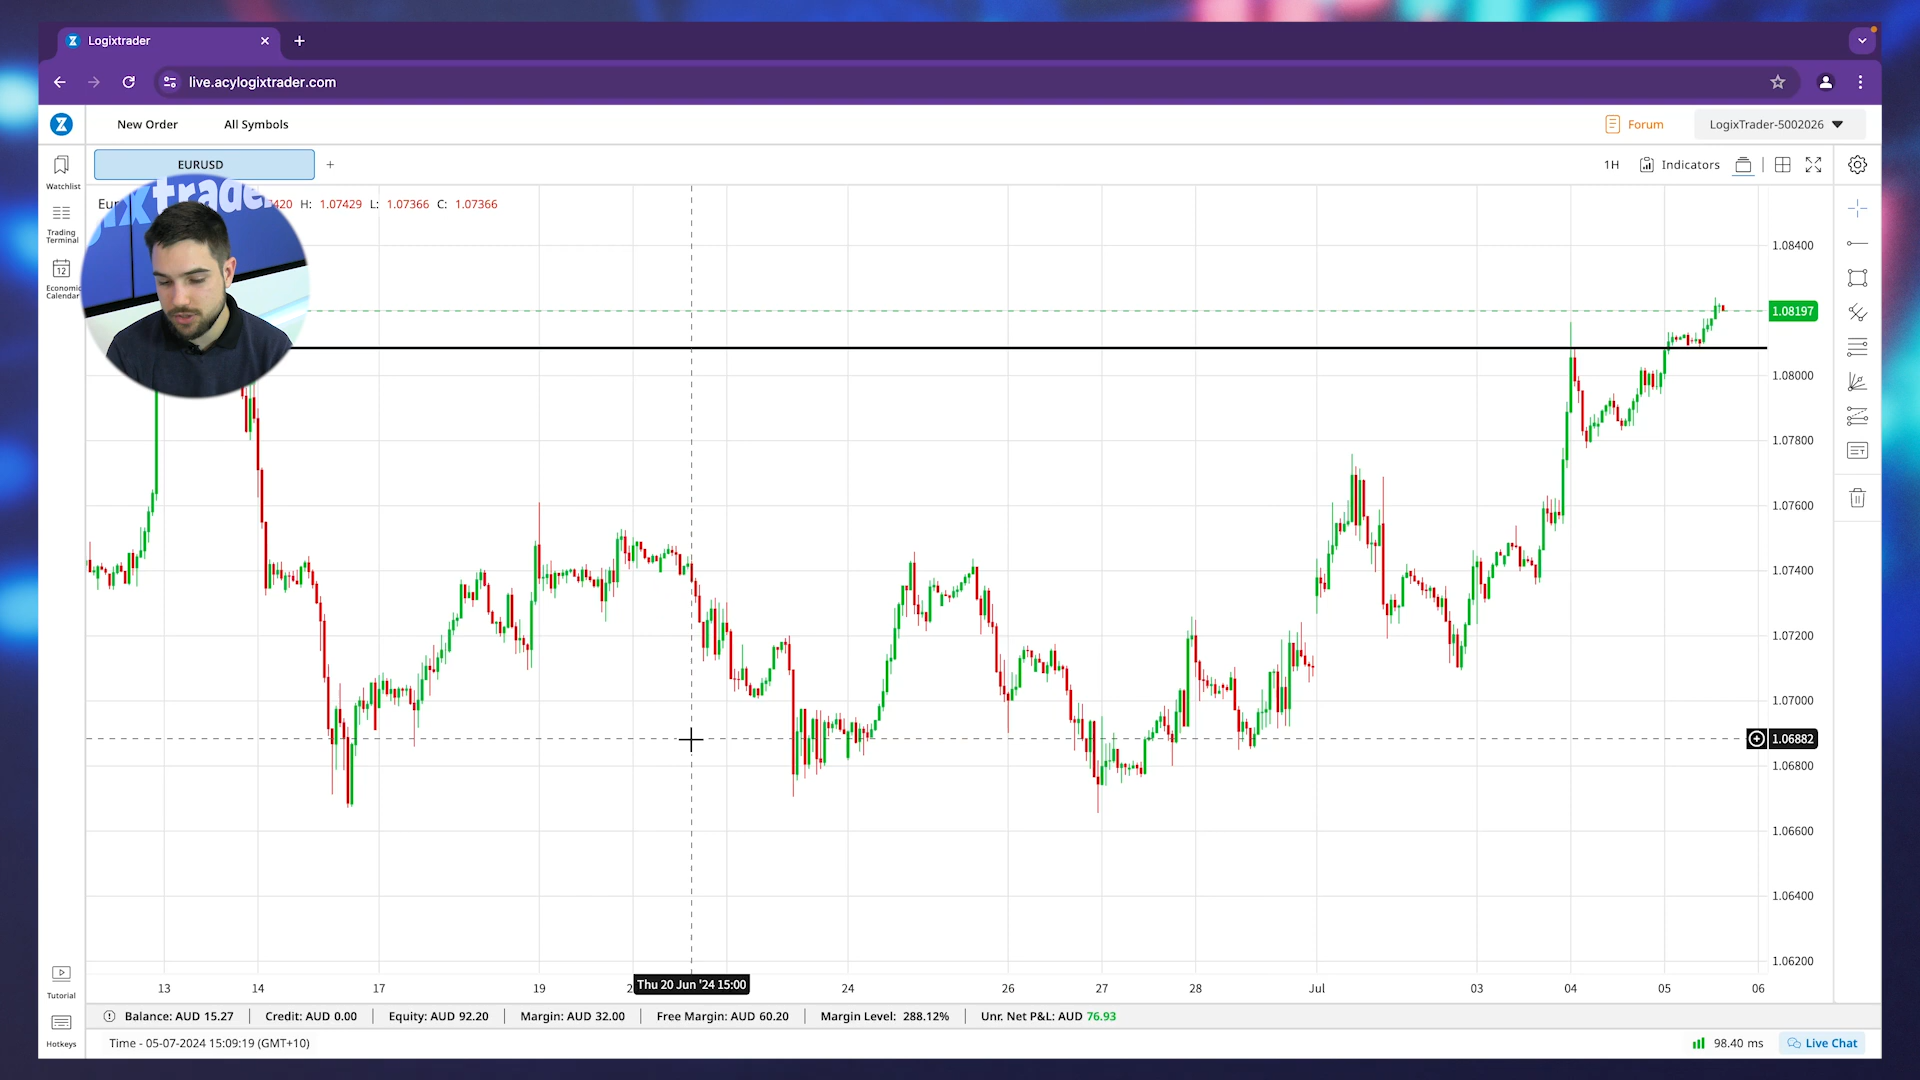 Logixtrader
live.acylogixtrader.com
New Order
All Symbols
Forum
LogixTrader-5002026
Watchlist
EURUSD
1H
Indicators
Trading
Terminal
Eur
H: 1.07429 L: 1.07366 C: 1.07366
12
Economic
Calendar
1.08400
1.08197
1.08000
1.07800
1.07600
1.07400
1.07200
1.07000
1.06882
1.06800
1.06600
1.06400
1.06200
13
14
17
19
Thu 20 Jun '24 15:00
24
26
27
28
Jul
03
04
05
06
Tutorial
Hotkeys
Balance: AUD 15.27
Credit: AUD 0.00
Equity: AUD 92.20
Margin: AUD 32.00
Free Margin: AUD 60.20
Margin Level: 288.12%
Unr. Net P&L: AUD 76.93
Time - 05-07-2024 15:09:19 (GMT+10)
98.40 ms
Live Chat